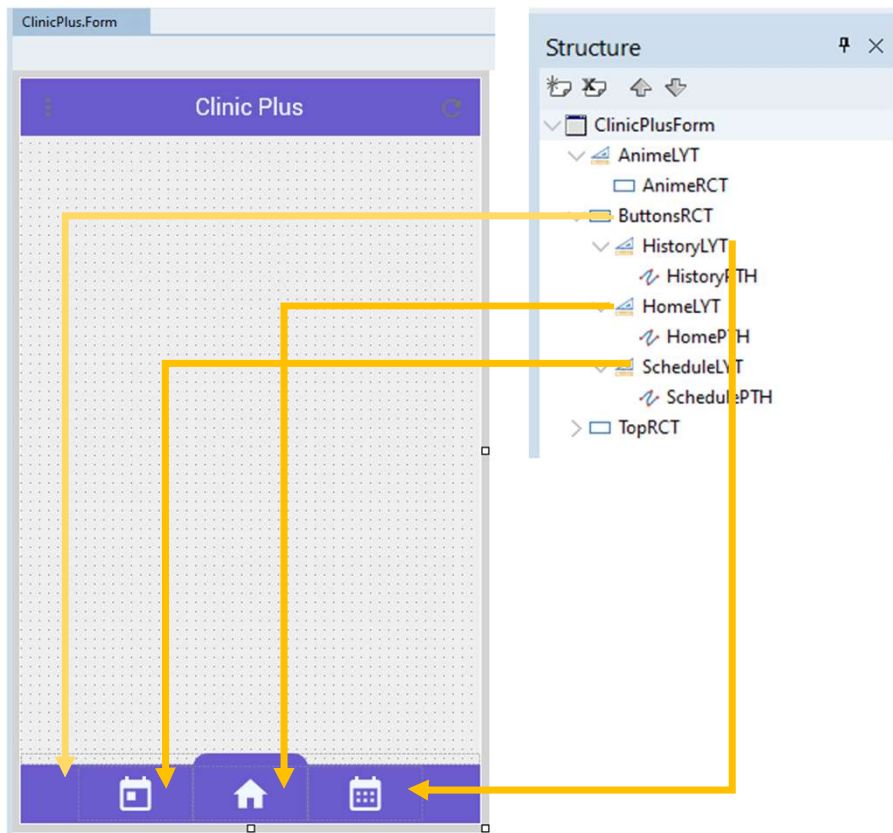 ClinicPlus.Form
Clinic Plus
Structure
ClinicPlusForm
AnimeLYT
AnimeRCT
ButtonsRCT
HistoryLYT
HistoryPTH
HomeLYT
HomePTH
ScheduleLYT
SchedulePTH
TopRCT